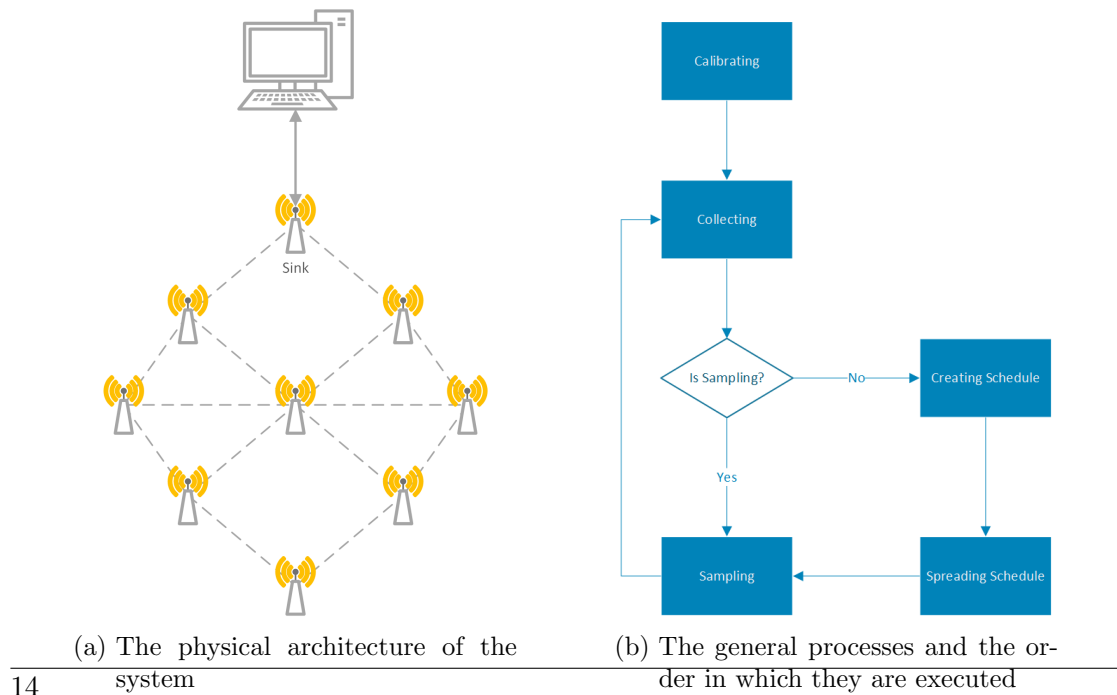 Sink
Calibrating
Collecting
Is Sampling?
No
Creating Schedule
Yes
Sampling
Spreading Schedule
(a) The physical architecture of the
system
(b) The general processes and the or-
der in which they are executed
14